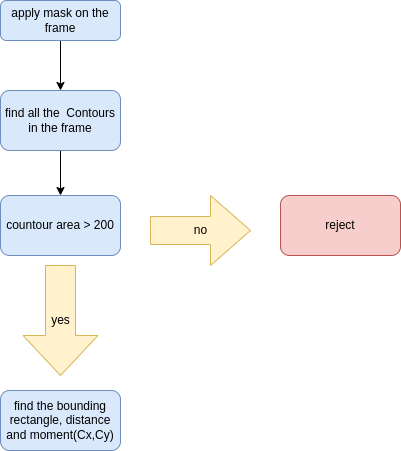 apply mask on the
frame
find all the Contours
in the frame
countour area > 200
no
reject
yes
find the bounding
rectangle, distance
and moment(Cx,Cy)